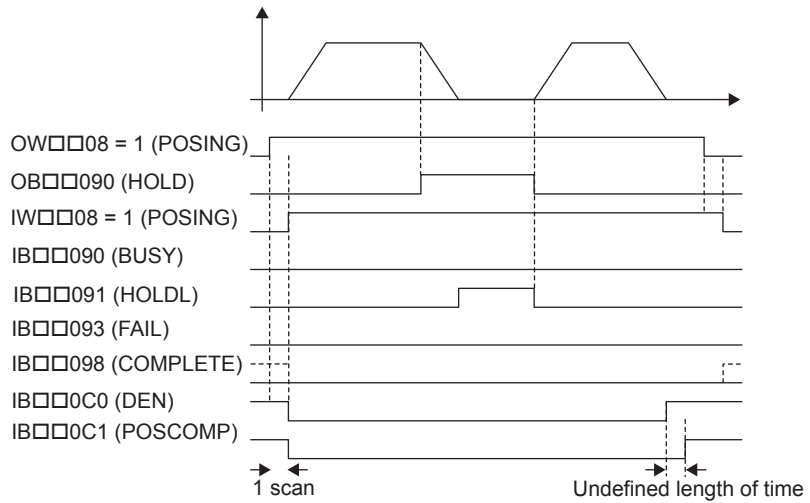 OW□□08 = 1 (POSING)
OB□□090 (HOLD)
IW□□08 = 1 (POSING)
IB□□090 (BUSY)
IB□□091 (HOLDL)
IB□□093 (FAIL)
IB□□098 (COMPLETE)
IB□□0C0 (DEN)
IB□□0C1 (POSCOMP)
1 scan
Undefined length of time